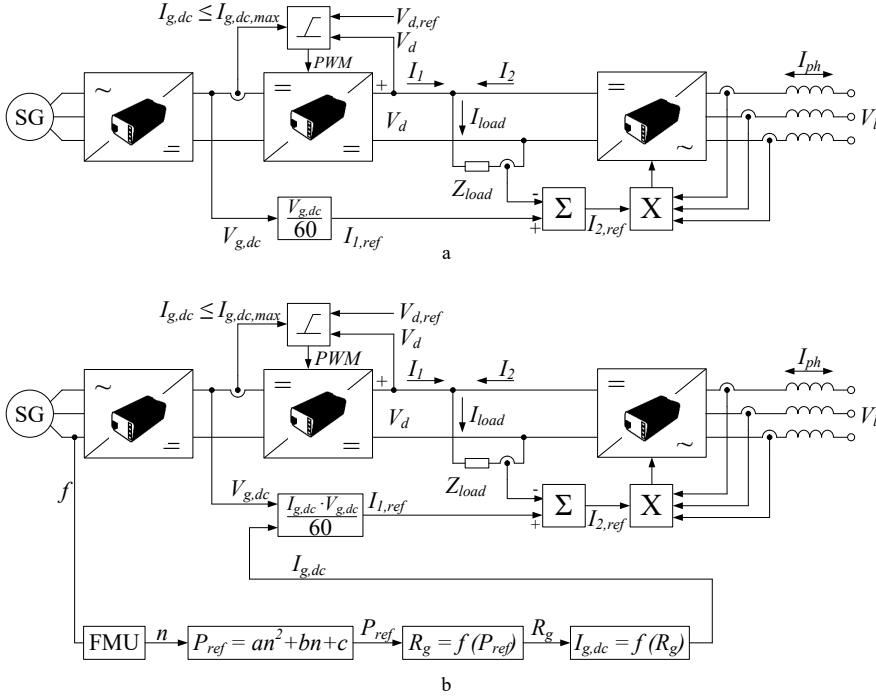 I_{g,dc} ≤ I_{g,dc,max}
V_{d,ref}
V_d
PWM
I_1
I_2
I_{ph}
SG
~
=
=
=
+
V_d
I_{load}
=
~
V_l
Z_{load}
-
+
Σ
I_{2,ref}
X
V_{g,dc}
V_{g,dc}
60
I_{1,ref}
a
I_{g,dc} ≤ I_{g,dc,max}
V_{d,ref}
V_d
PWM
I_1
I_2
I_{ph}
SG
~
=
=
=
+
V_d
I_{load}
=
~
V_l
f
V_{g,dc}
I_{g,dc} · V_{g,dc}
60
I_{1,ref}
Z_{load}
-
+
Σ
I_{2,ref}
X
I_{g,dc}
FMU
n
P_{ref} = an^2+bn+c
P_{ref}
R_g = f(P_{ref})
R_g
I_{g,dc} = f(R_g)
b